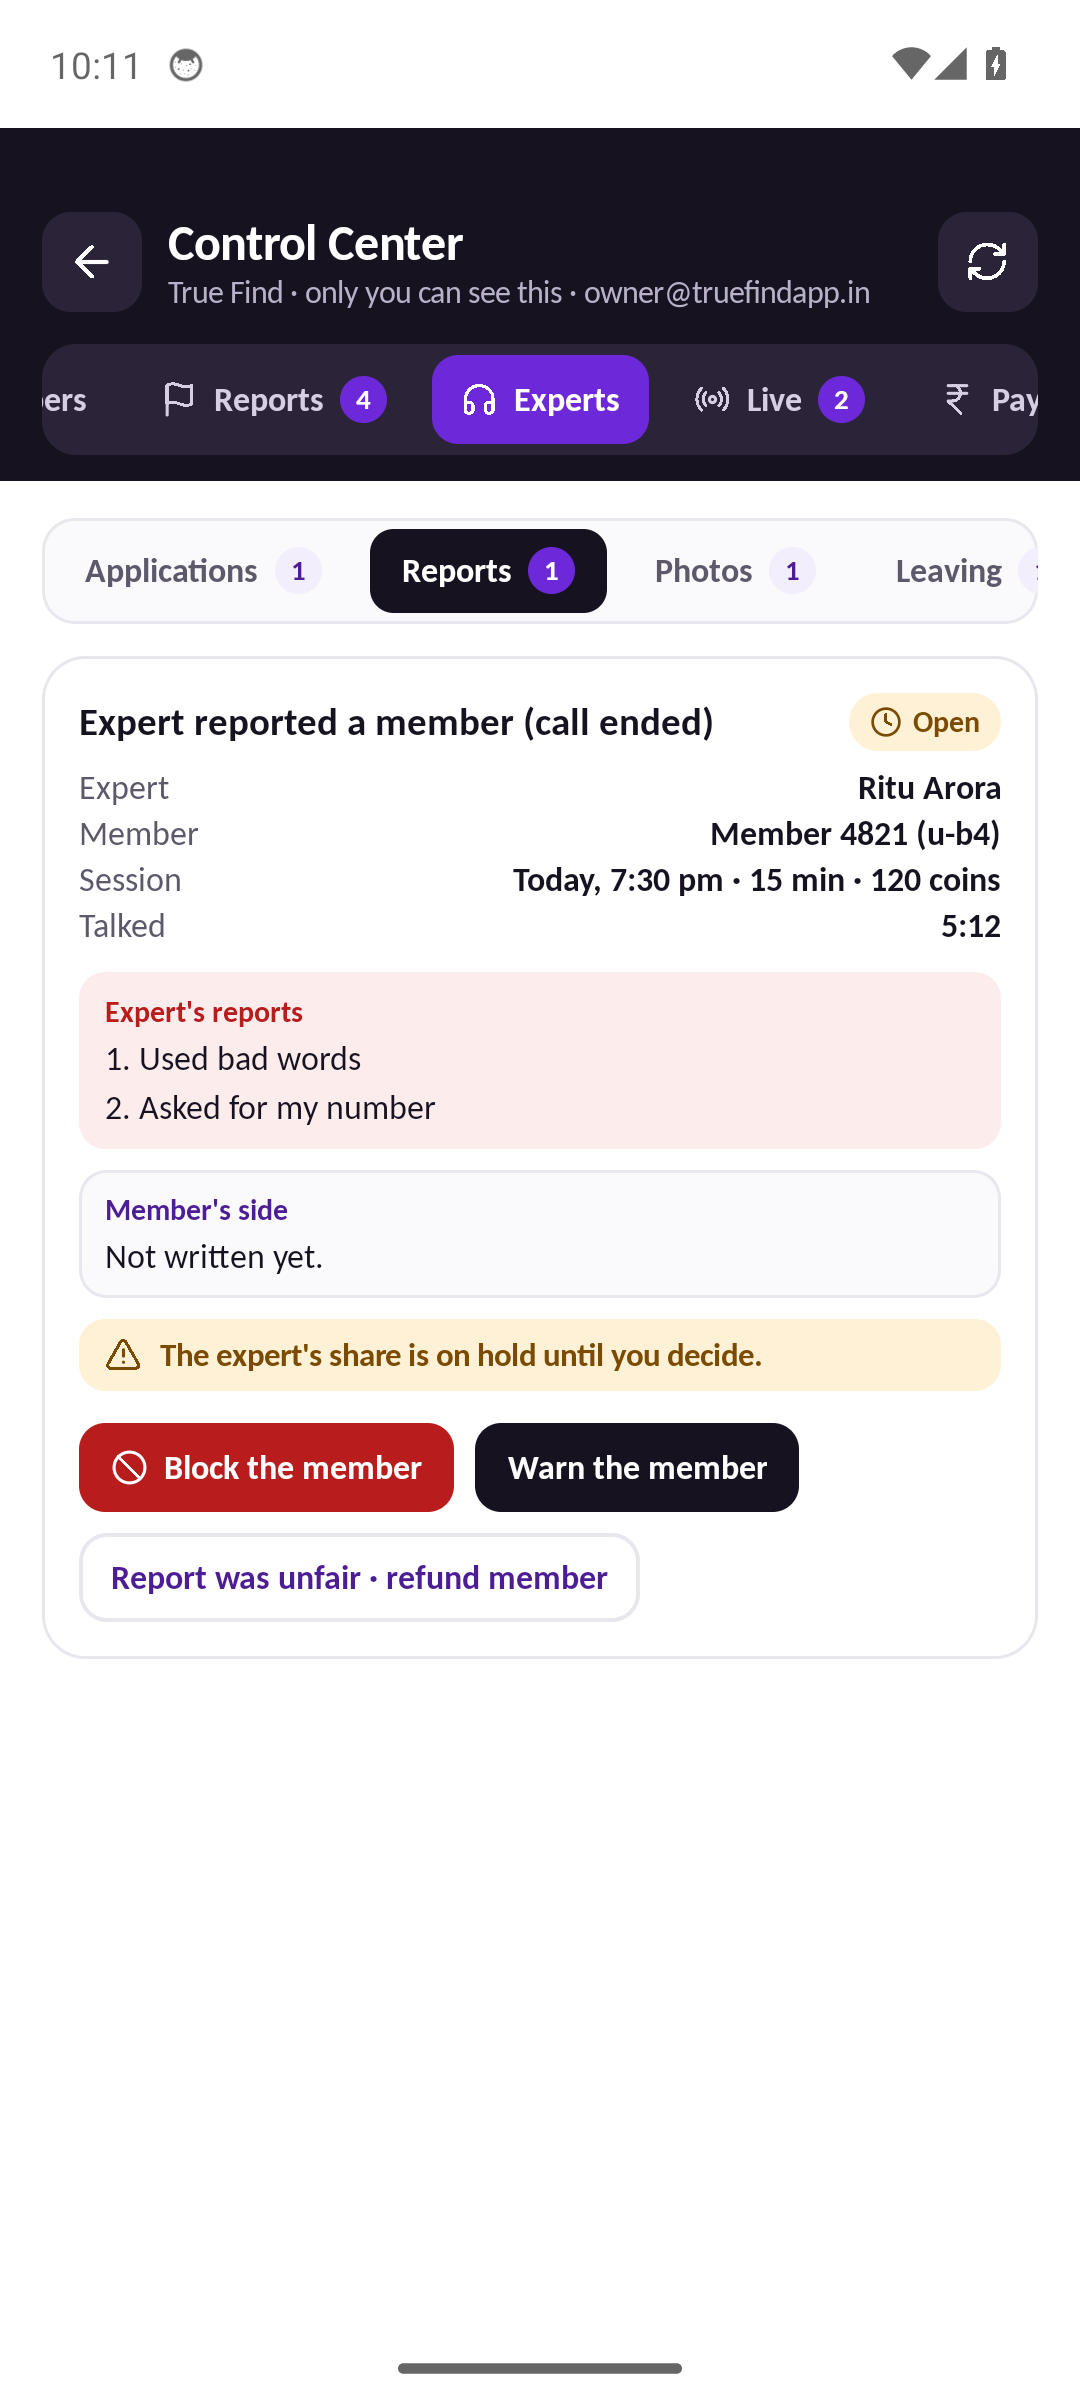 10:11
Control Center
True Find · only you can see this · owner@truefindapp.in
ers
Reports 4
Experts
Live 2
Pay
Applications 1
Reports 1
Photos 1
Leaving
Expert reported a member (call ended)
Open
Expert Ritu Arora
Member Member 4821 (u-b4)
Session Today, 7:30 pm · 15 min · 120 coins
Talked 5:12
Expert's reports
1. Used bad words
2. Asked for my number
Member's side
Not written yet.
The expert's share is on hold until you decide.
Block the member
Warn the member
Report was unfair · refund member